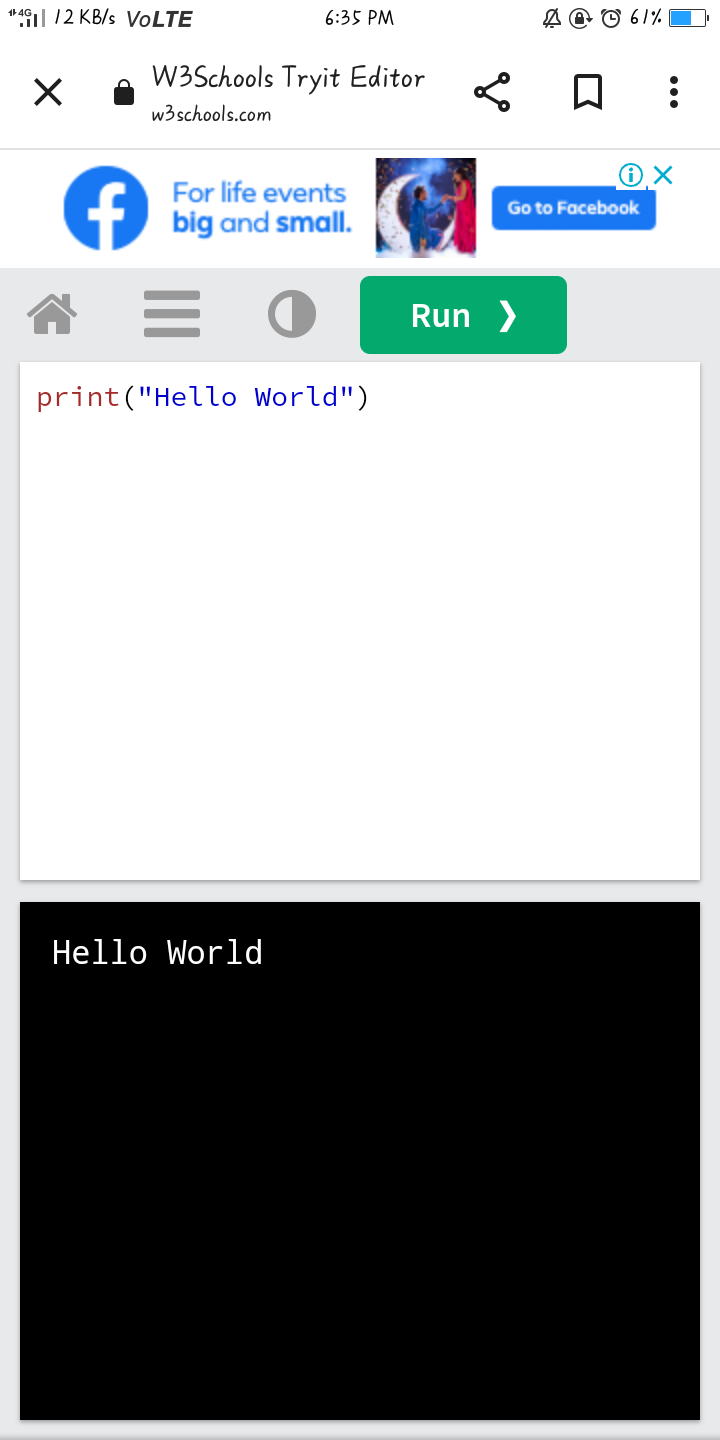 4G 12 KB/s VoLTE 6:35 PM 61%
W3Schools Tryit Editor
w3schools.com
For life events
big and small.
Go to Facebook
Run ❯
print("Hello World")
Hello World